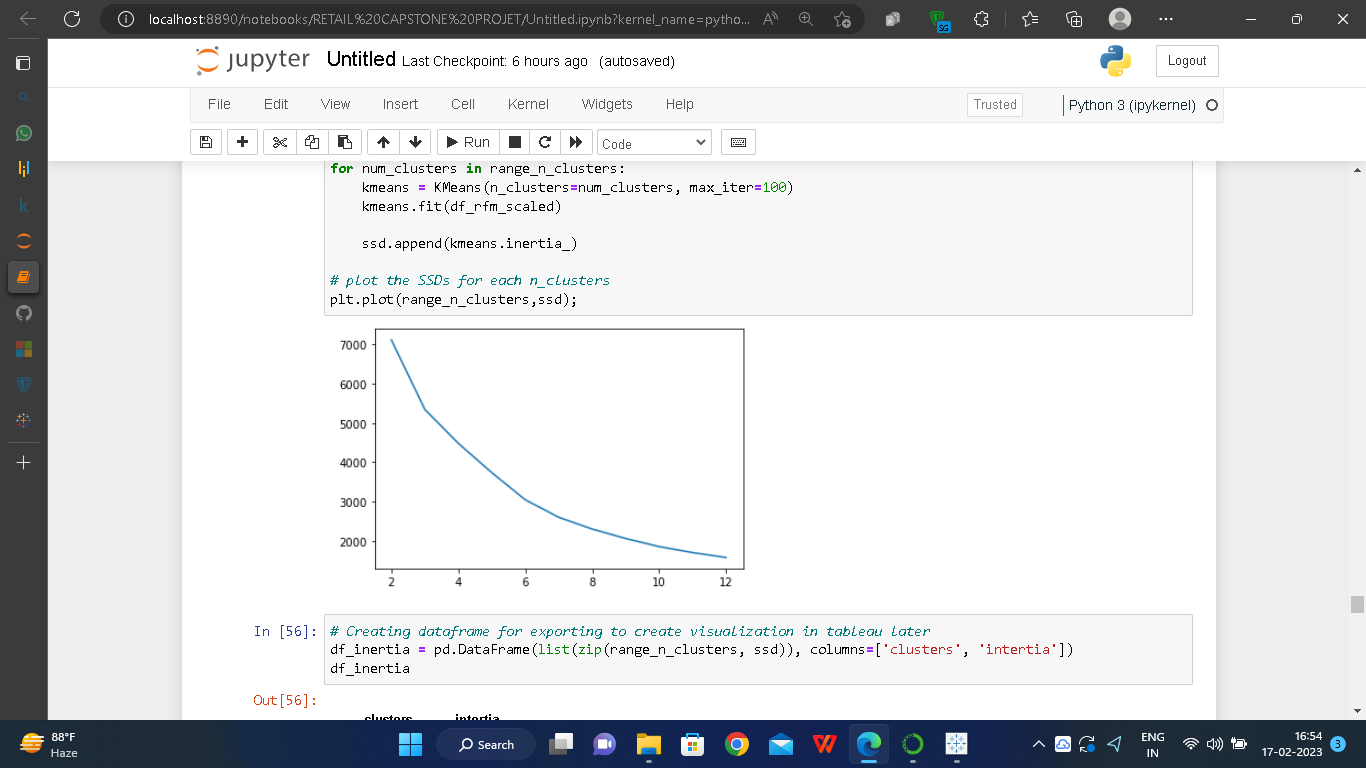 localhost:8890/notebooks/RETAIL%20CAPSTONE%20PROJET/Untitled.ipynb?kernel_name=pytho...
SG
jupyter Untitled Last Checkpoint: 6 hours ago (autosaved)
Logout
File Edit View Insert Cell Kernel Widgets Help
Trusted
Python 3 (ipykernel)
Run
Code
for num_clusters in range_n_clusters:
    kmeans = KMeans(n_clusters=num_clusters, max_iter=100)
    kmeans.fit(df_rfm_scaled)
    ssd.append(kmeans.inertia_)
# plot the SSDs for each n_clusters
plt.plot(range_n_clusters,ssd);
7000
6000
5000
4000
3000
2000
2 4 6 8 10 12
In [56]:
# Creating dataframe for exporting to create visualization in tableau later
df_inertia = pd.DataFrame(list(zip(range_n_clusters, ssd)), columns=['clusters', 'intertia'])
df_inertia
Out[56]:
clusters intertia
88°F
Haze
Search
ENG
IN
16:54
17-02-2023
3